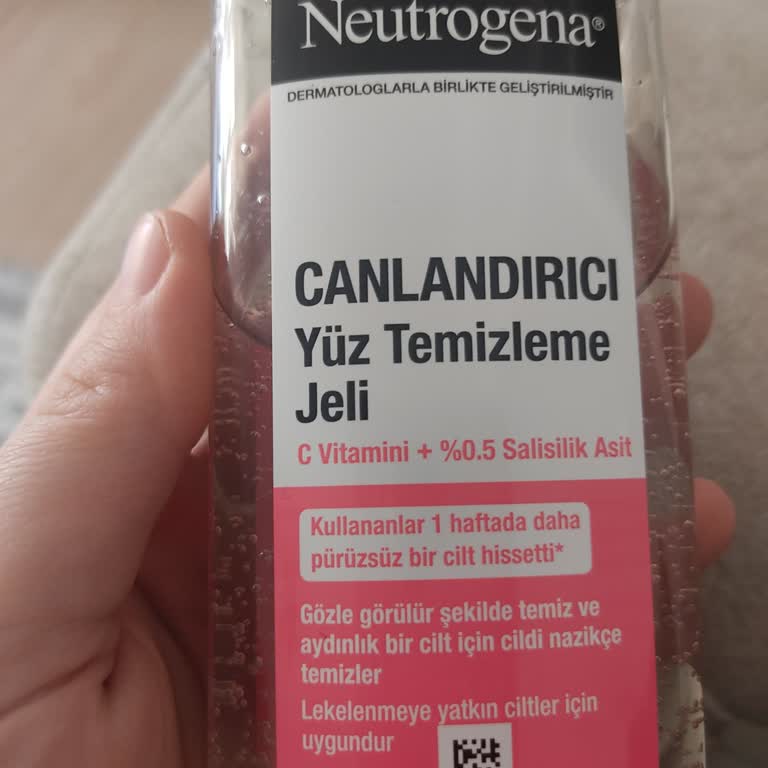 Neutrogena®
DERMATOLOGLARLA BİRLİKTE GELİŞTİRİLMİŞTİR
CANLANDIRICI
Yüz Temizleme
Jeli
C Vitamini + %0.5 Salisilik Asit
Kullananlar 1 haftada daha
pürüzsüz bir cilt hissetti*
Gözle görülür şekilde temiz ve
aydınlık bir cilt için cildi nazikçe
temizler
Lekelenmeye yatkın ciltler için
uygundur